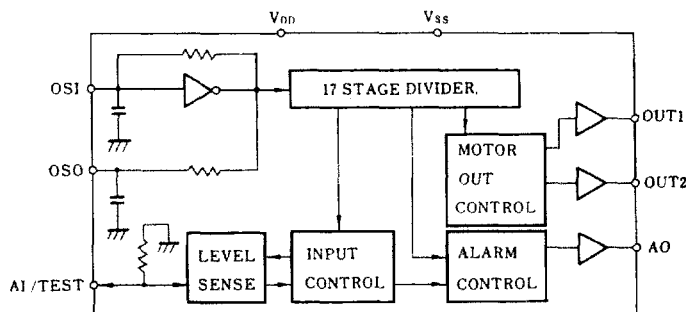 VDD VSS
OSI
17 STAGE DIVIDER.
OUT1
MOTOR
OUT
CONTROL
OSO
OUT2
LEVEL
SENSE
INPUT
CONTROL
ALARM
CONTROL
AO
AI/TEST